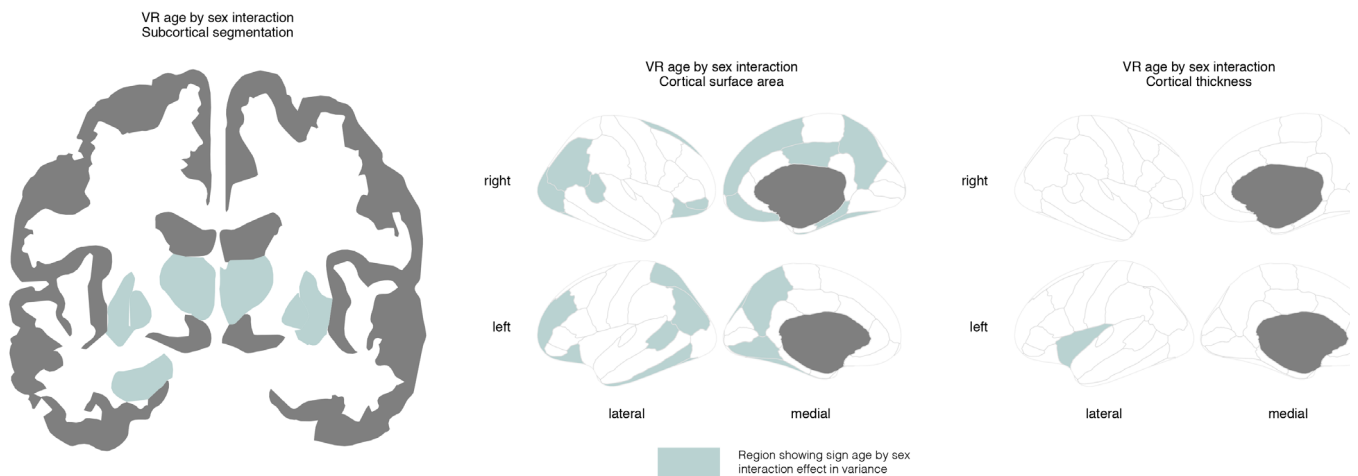 VR age by sex interaction
Subcortical segmentation
VR age by sex interaction
Cortical surface area
right
left
lateral
medial
VR age by sex interaction
Cortical thickness
right
left
lateral
medial
Region showing sign age by sex
interaction effect in variance